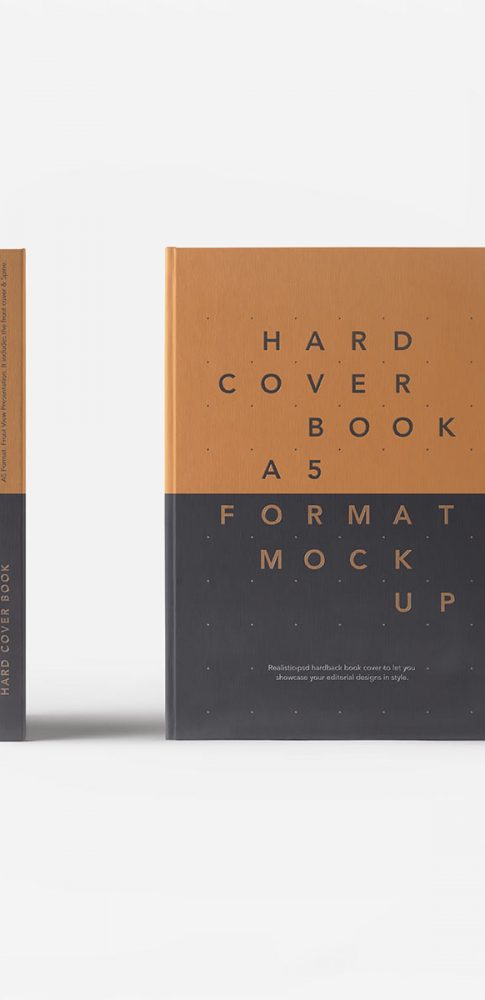 A5 Format. Front View Presentation. It includes the front cover & Spine.
HARD COVER BOOK
HARD
COVER
BOOK
A5
FORMAT
MOCK
UP
Realistic psd hardback book cover to let you
showcase your editorial designs in style.